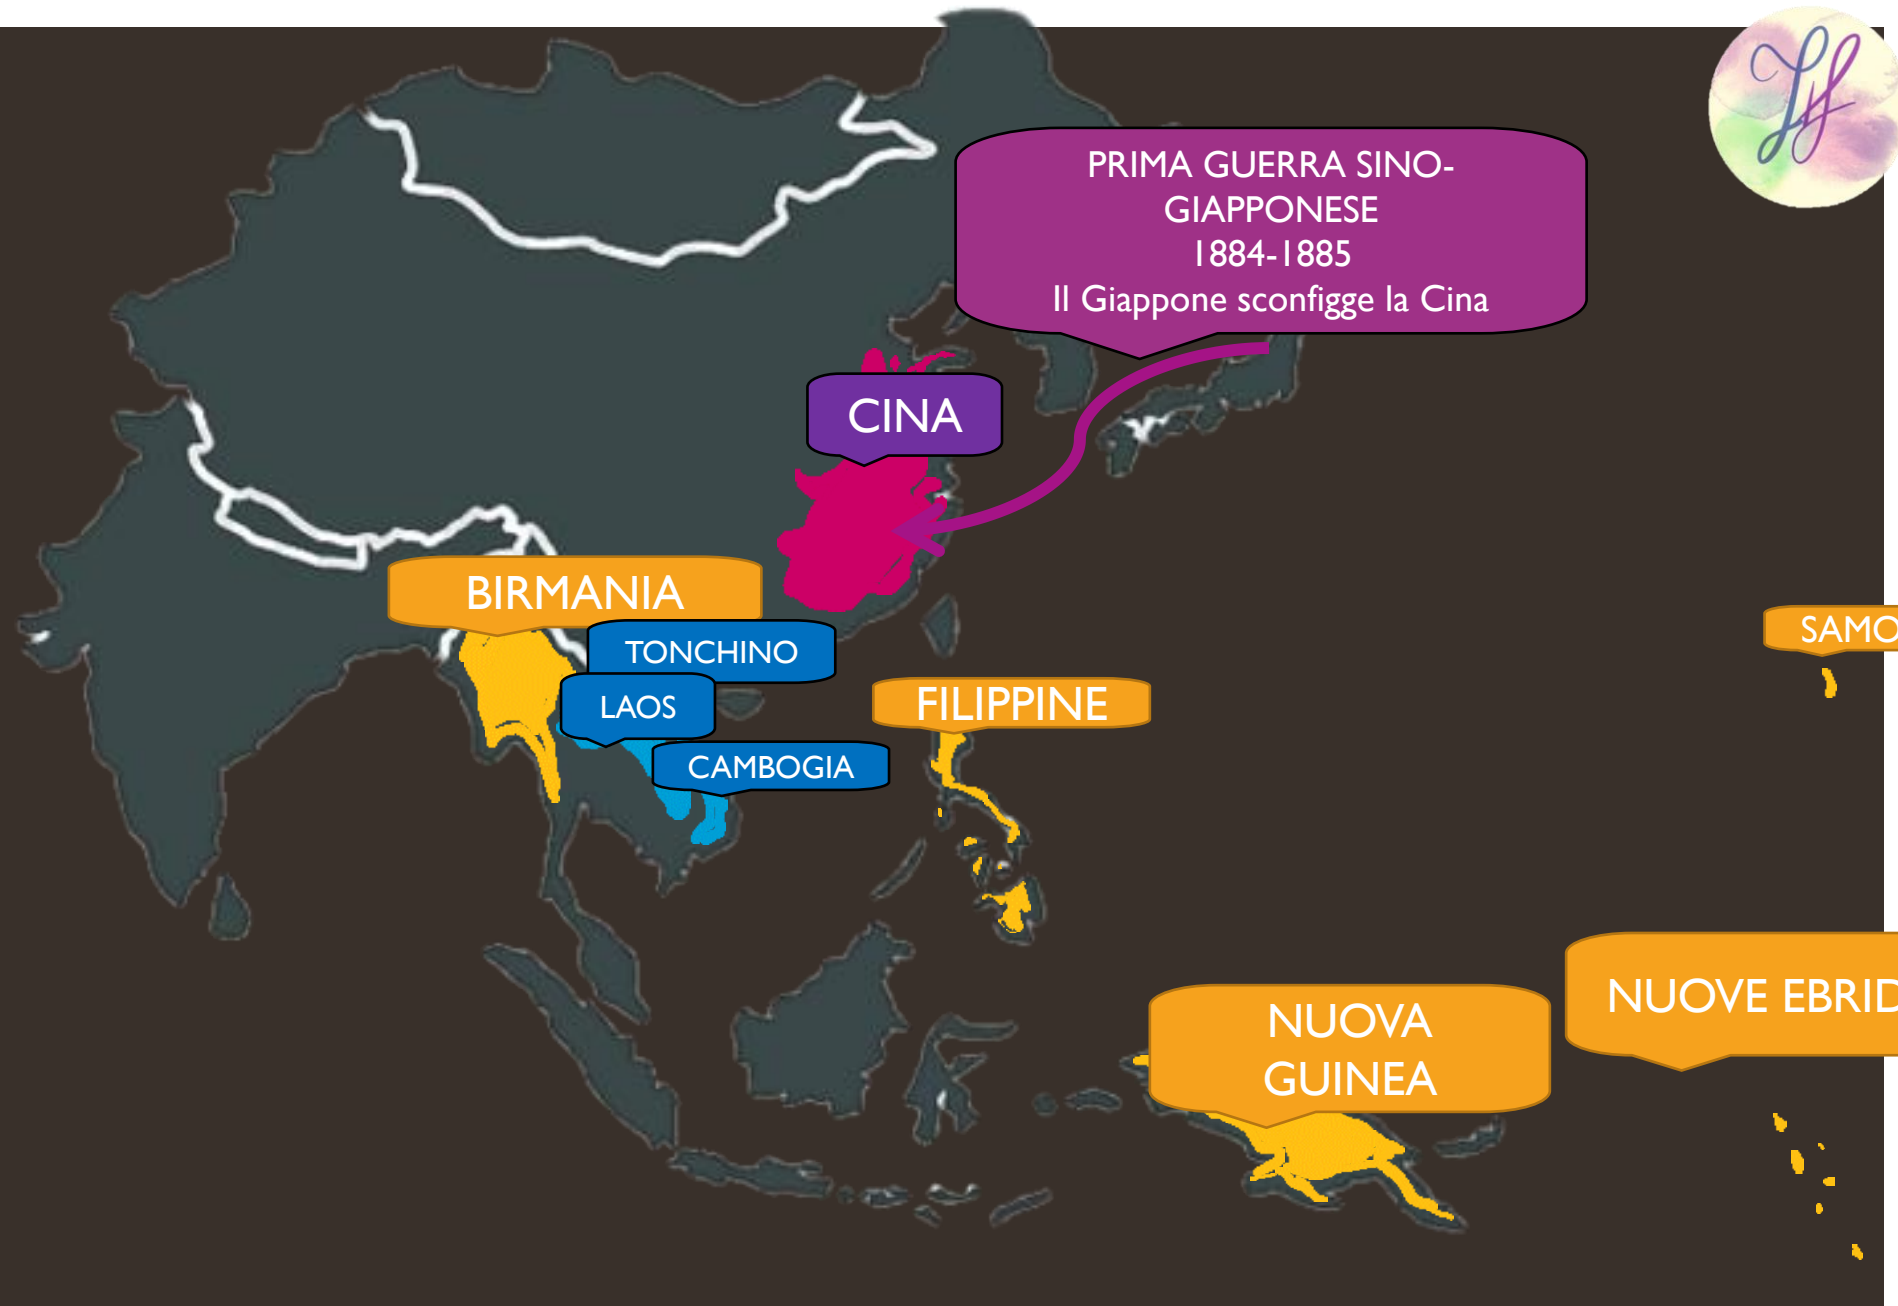 PRIMA GUERRA SINO-
GIAPPONESE
1884-1885
Il Giappone sconfigge la Cina
CINA
BIRMANIA
TONCHINO
LAOS
CAMBOGIA
FILIPPINE
SAMO
NUOVA
GUINEA
NUOVE EBRID